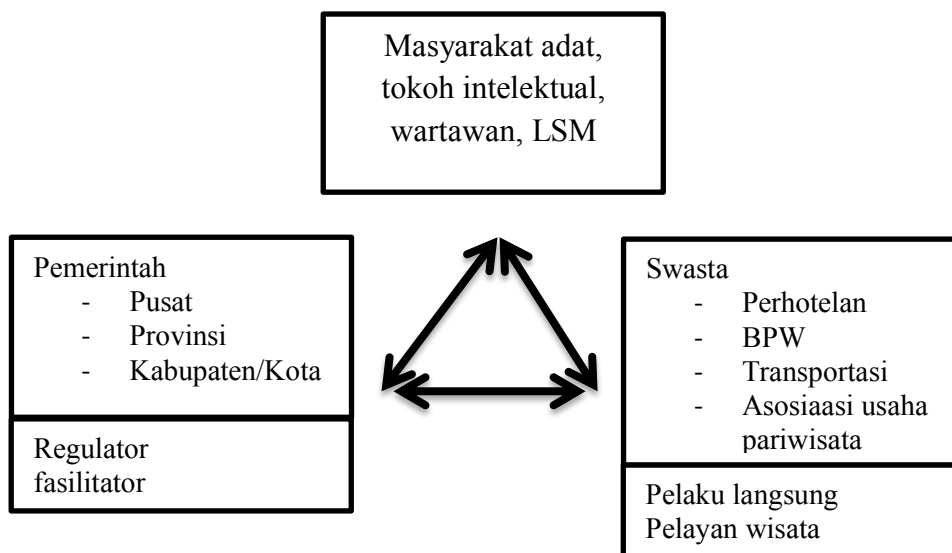 Masyarakat adat,
tokoh intelektual,
wartawan, LSM
Pemerintah
- Pusat
- Provinsi
- Kabupaten/Kota
Regulator
fasilitator
Swasta
- Perhotelan
- BPW
- Transportasi
- Asosiaasi usaha
pariwisata
Pelaku langsung
Pelayan wisata